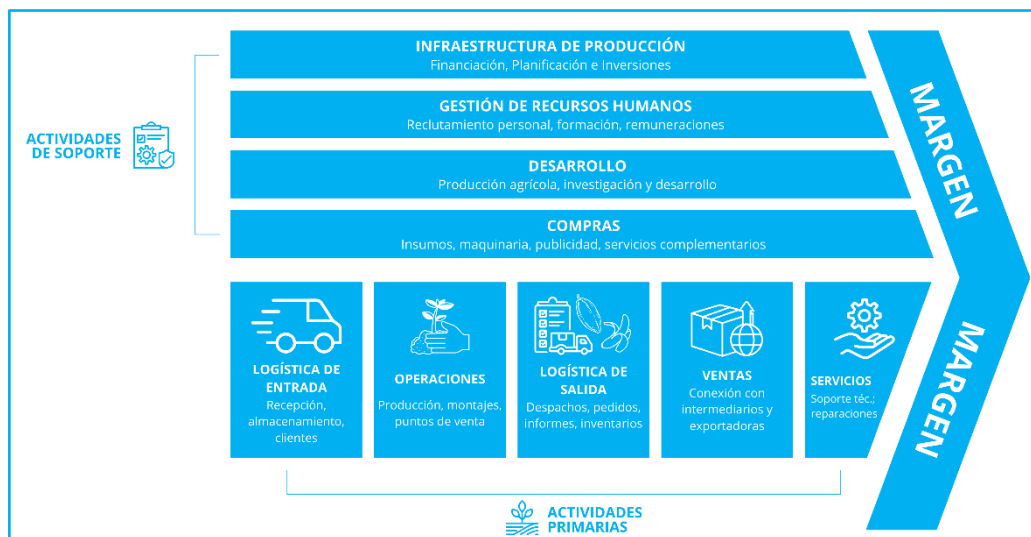 INFRAESTRUCTURA DE PRODUCCIÓN
Financiación, Planificación e Inversiones
GESTIÓN DE RECURSOS HUMANOS
Reclutamiento personal, formación, remuneraciones
ACTIVIDADES
DE SOPORTE
DESARROLLO
Producción agrícola, investigación y desarrollo
COMPRAS
Insumos, maquinaria, publicidad, servicios complementarios
MARGEN
LOGÍSTICA DE
ENTRADA
Recepción,
almacenamiento,
clientes
OPERACIONES
Producción, montajes,
puntos de venta
LOGÍSTICA DE
SALIDA
Despachos, pedidos,
informes, inventarios
VENTAS
Conexión con
intermediarios y
exportadoras
SERVICIOS
Soporte téc.;
reparaciones
MARGEN
ACTIVIDADES
PRIMARIAS